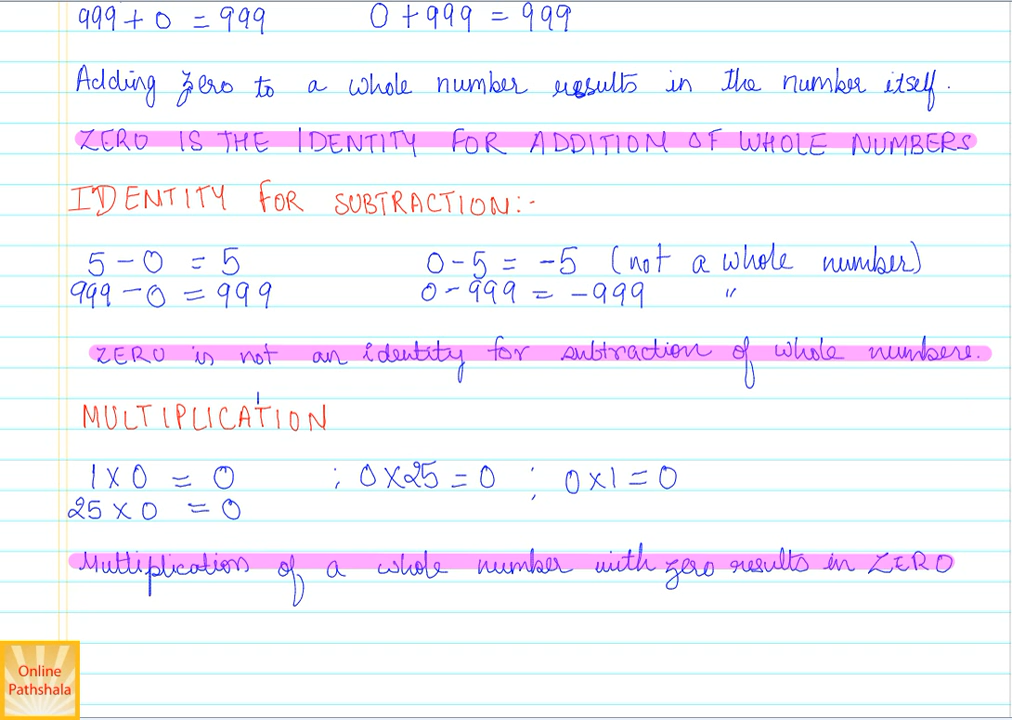 999 + 0 = 999 0 + 999 = 999
Adding zero to a whole number results in the number itself.
ZERO IS THE IDENTITY FOR ADDITION OF WHOLE NUMBERS
IDENTITY FOR SUBTRACTION:-
5 - 0 = 5 0 - 5 = -5 (not a whole number)
999 - 0 = 999 0 - 999 = -999 "
ZERO is not an identity for subtraction of whole numbers.
MULTIPLICATION
1 x 0 = 0 ; 0 x 25 = 0 ; 0 x 1 = 0
25 x 0 = 0
Multiplication of a whole number with zero results in ZERO
Online
Pathshala